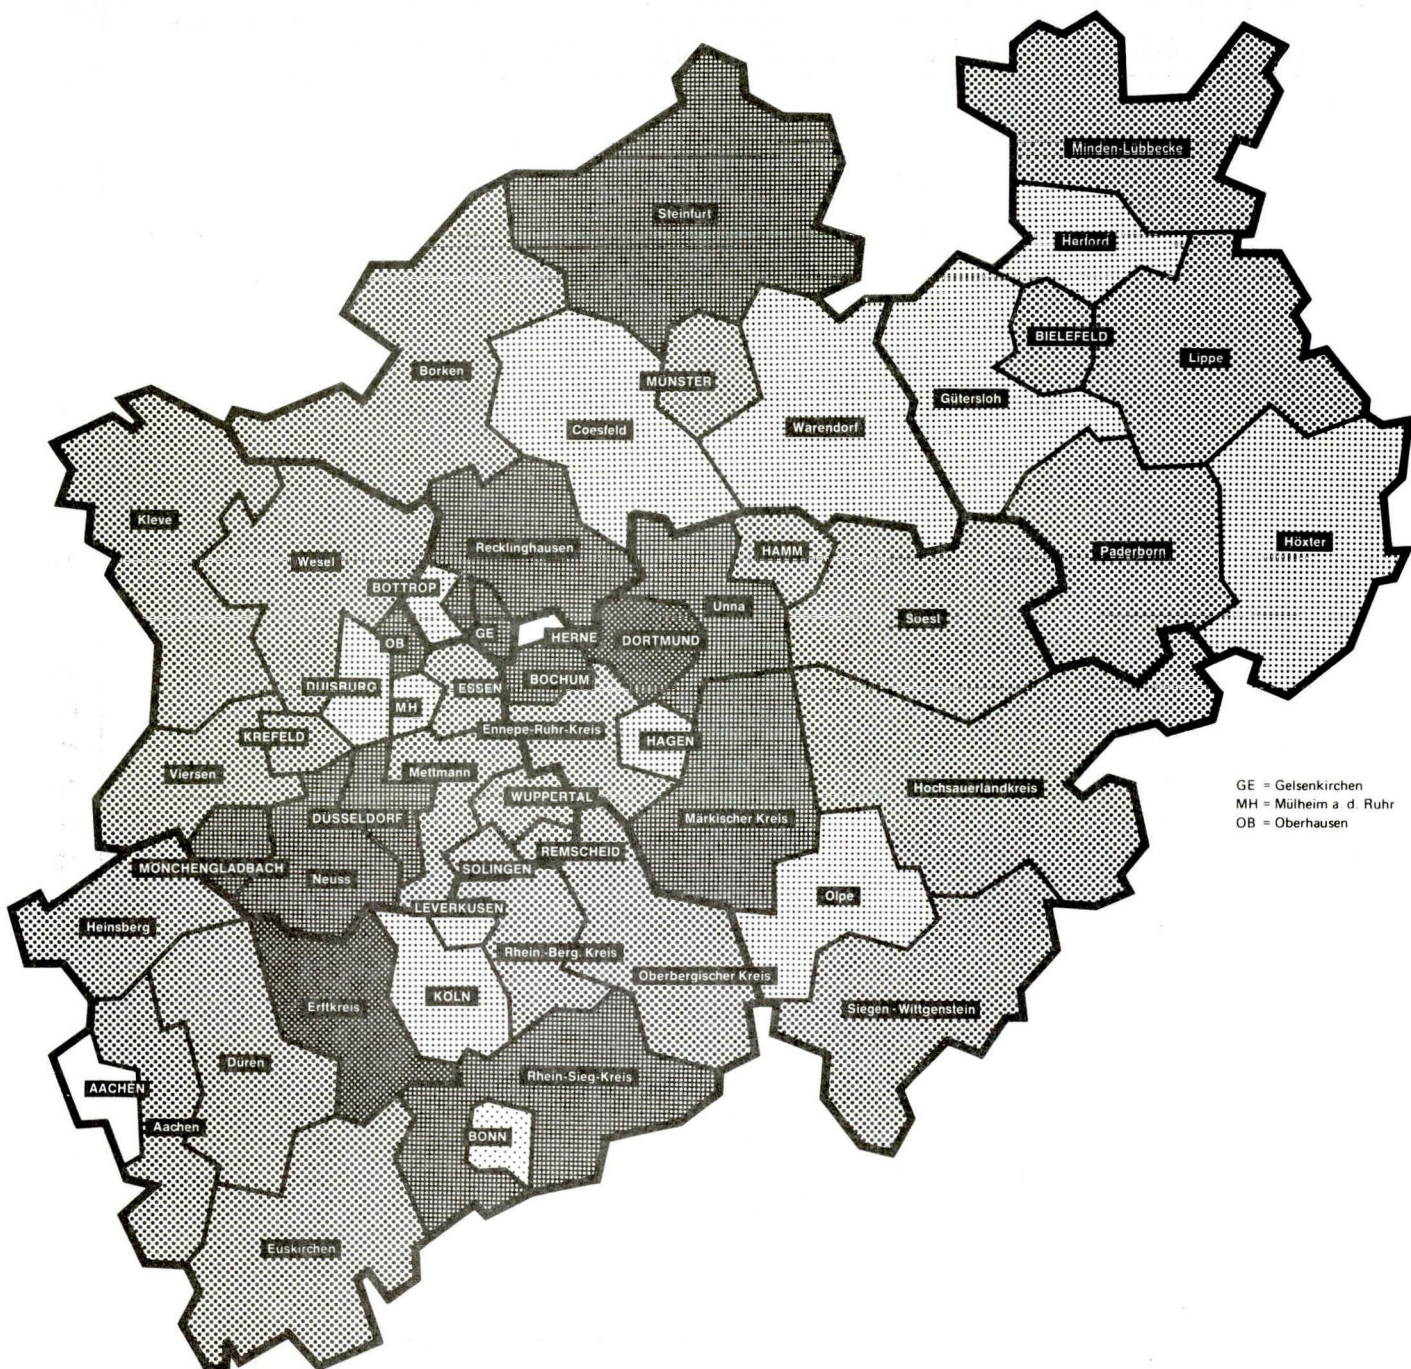 Minden-Lübbecke
Steinfurt
Herford
BIELEFELD
Lippe
Borken
MÜNSTER
Gütersloh
Coesfeld
Warendorf
Kleve
Recklinghausen
HAMM
Paderborn
Höxter
Wesel
BOTTROP
Unna
Soest
GE
HERNE
DORTMUND
OB
BOCHUM
DUISBURG
ESSEN
MH
Ennepe-Ruhr-Kreis
KREFELD
HAGEN
Viersen
Mettmann
Hochsauerlandkreis
WUPPERTAL
DÜSSELDORF
Märkischer Kreis
REMSCHEID
MÖNCHENGLADBACH
SOLINGEN
Neuss
Olpe
LEVERKUSEN
Heinsberg
Rhein.-Berg. Kreis
Oberbergischer Kreis
KÖLN
Erftkreis
Siegen-Wittgenstein
Düren
Rhein-Sieg-Kreis
AACHEN
Aachen
BONN
Euskirchen
GE = Gelsenkirchen
MH = Mülheim a d. Ruhr
OB = Oberhausen